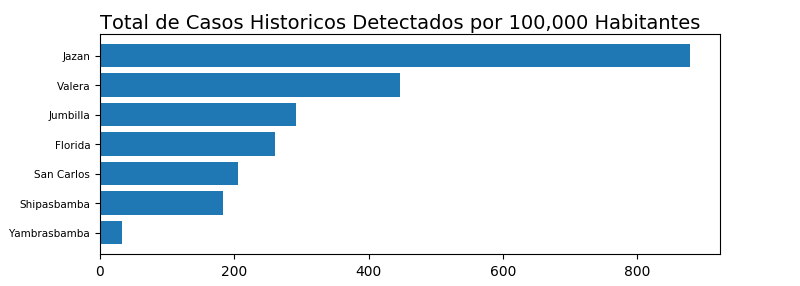 Total de Casos Historicos Detectados por 100,000 Habitantes
Jazan
Valera
Jumbilla
Florida
San Carlos
Shipasbamba
Yambrasbamba
0 200 400 600 800